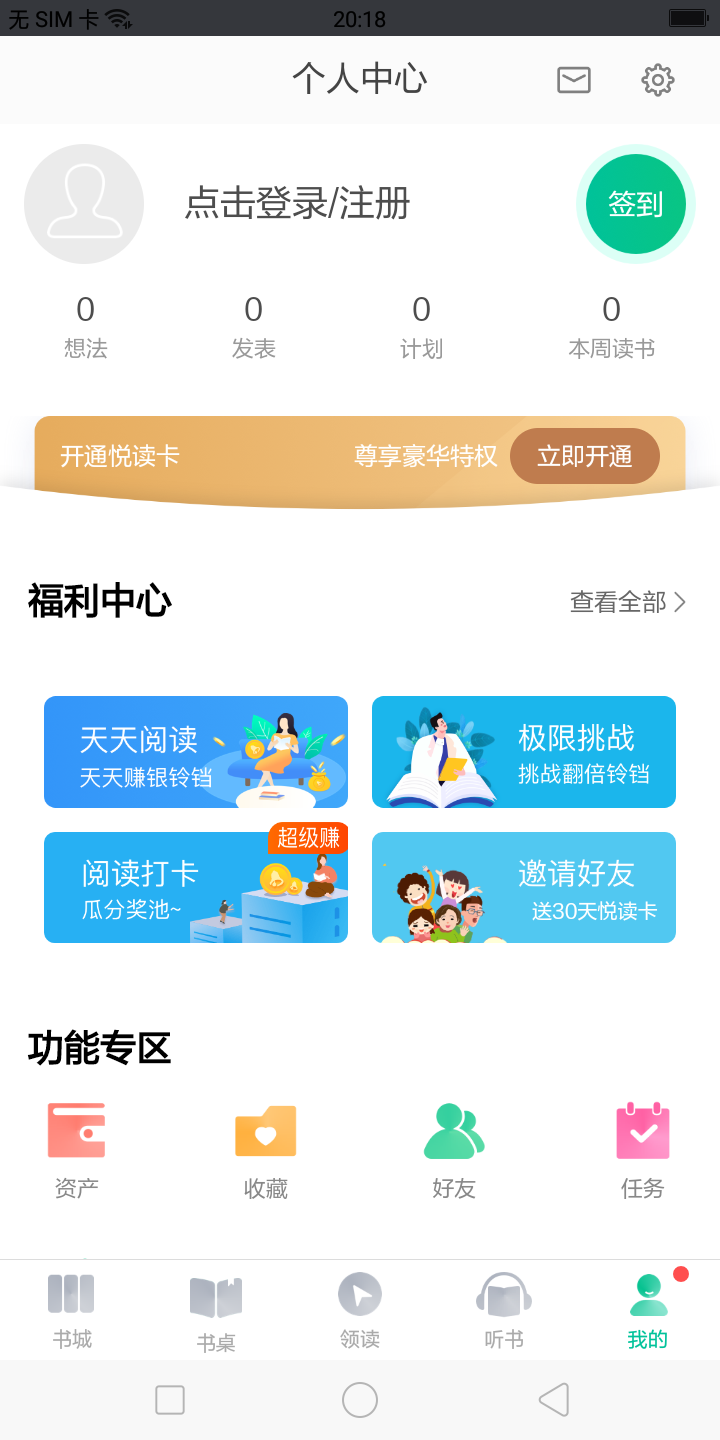 无 SIM 卡 20:18
个人中心
点击登录/注册
签到
0 0 0 0
想法 发表 计划 本周读书
开通悦读卡 尊享豪华特权 立即开通
福利中心 查看全部
天天阅读
天天赚银铃铛
极限挑战
挑战翻倍铃铛
超级赚
阅读打卡
瓜分奖池~
邀请好友
送30天悦读卡
功能专区
资产 收藏 好友 任务
书城 书桌 领读 听书 我的